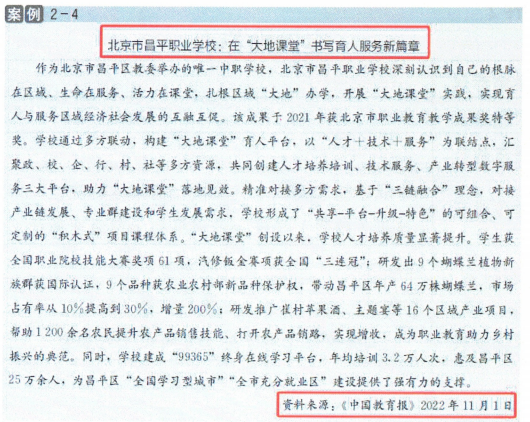 案例 2-4
北京市昌平职业学校：在“大地课堂”书写育人服务新篇章
作为北京市昌平区教委举办的唯一中职学校，北京市昌平职业学校深刻认识到自己的根脉
在区域、生命在服务、活力在课堂，扎根区域“大地”办学，开展“大地课堂”实践，实现育
人与服务区域经济社会发展的互融互促。该成果于2021年获北京市职业教育教学成果奖特等
奖。学校通过多方联动，构建“大地课堂”育人平台，以“人才+技术+服务”为联结点，汇
聚政、校、企、行、村、社等多方资源，共同创建人才培养培训、技术服务、产业转型数字服
务三大平台，助力“大地课堂”落地见效。精准对接多方需求，基于“三链融合”理念，对接
产业链发展、专业群建设和学生发展需求，学校形成了“共享-平台-升级-特色”的可组合、可
定制的“积木式”项目课程体系。“大地课堂”创设以来，学校人才培养质量显著提升。学生获
全国职业院校技能大赛奖项61项，汽修钣金赛项获全国“三连冠”；研发出9个蝴蝶兰植物新
族群获国际认证，9个品种获农业农村部新品种保护权，带动昌平区年产64万株蝴蝶兰，市场
占有率从10%提高到30%，增量200%；研发推广崔村苹果酒、主题宴等16个区域产业项目，
帮助1200余名农民提升农产品销售技能、打开农产品销路，实现增收，成为职业教育助力乡村
振兴的典范。同时，学校建成“99365”终身在线学习平台，年均培训3.2万人次，惠及昌平区
25万余人，为昌平区“全国学习型城市”“全市充分就业区”建设提供了强有力的支撑。
资料来源：《中国教育报》2022年11月1日